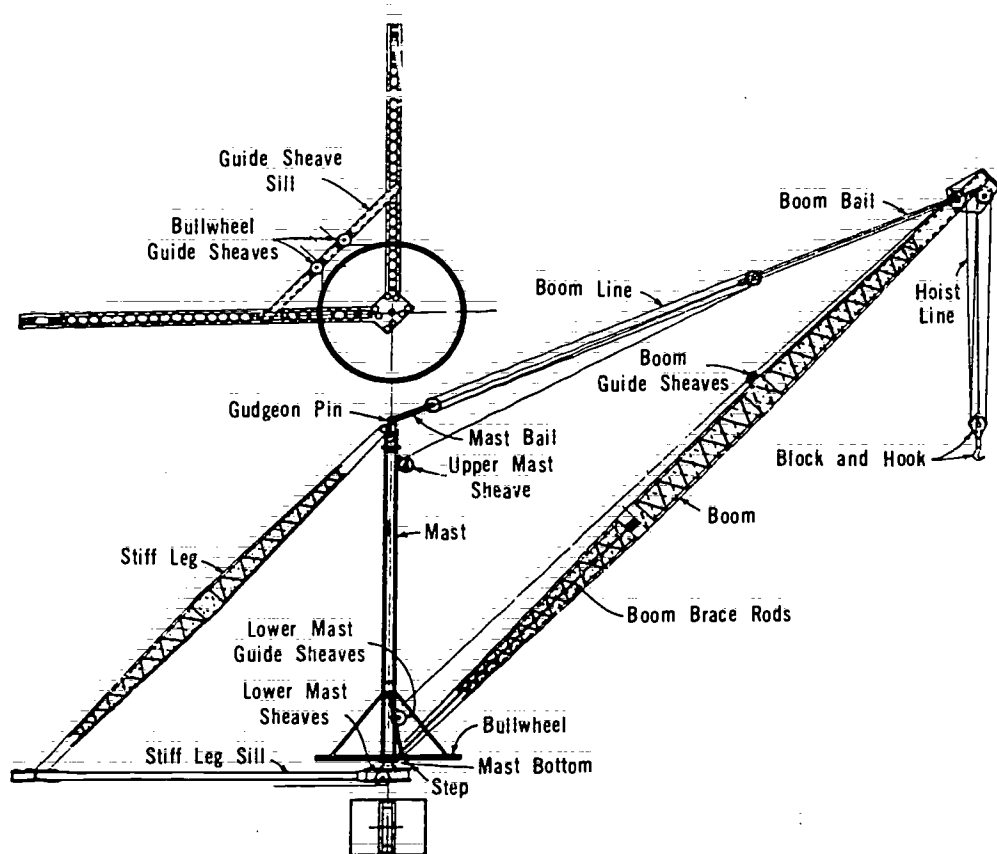 Guide Sheave
Sill
Bullwheel
Guide Sheaves
Boom Bail
Boom Line
Hoist
Line
Boom
Guide Sheaves
Gudgeon Pin
Mast Bail
Upper Mast
Sheave
Block and Hook
Boom
Mast
Stiff Leg
Boom Brace Rods
Lower Mast
Guide Sheaves
Lower Mast
Sheaves
Bullwheel
Stiff Leg Sill
Mast Bottom
Step